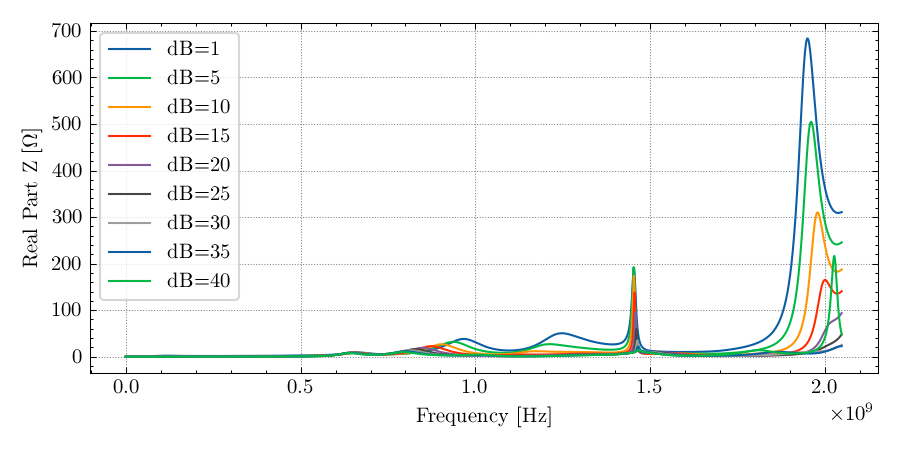 700
600
500
400
300
200
100
0
Real Part Z [Ω]
dB=1
dB=5
dB=10
dB=15
dB=20
dB=25
dB=30
dB=35
dB=40
0.0 0.5 1.0 1.5 2.0
Frequency [Hz]
×10⁹